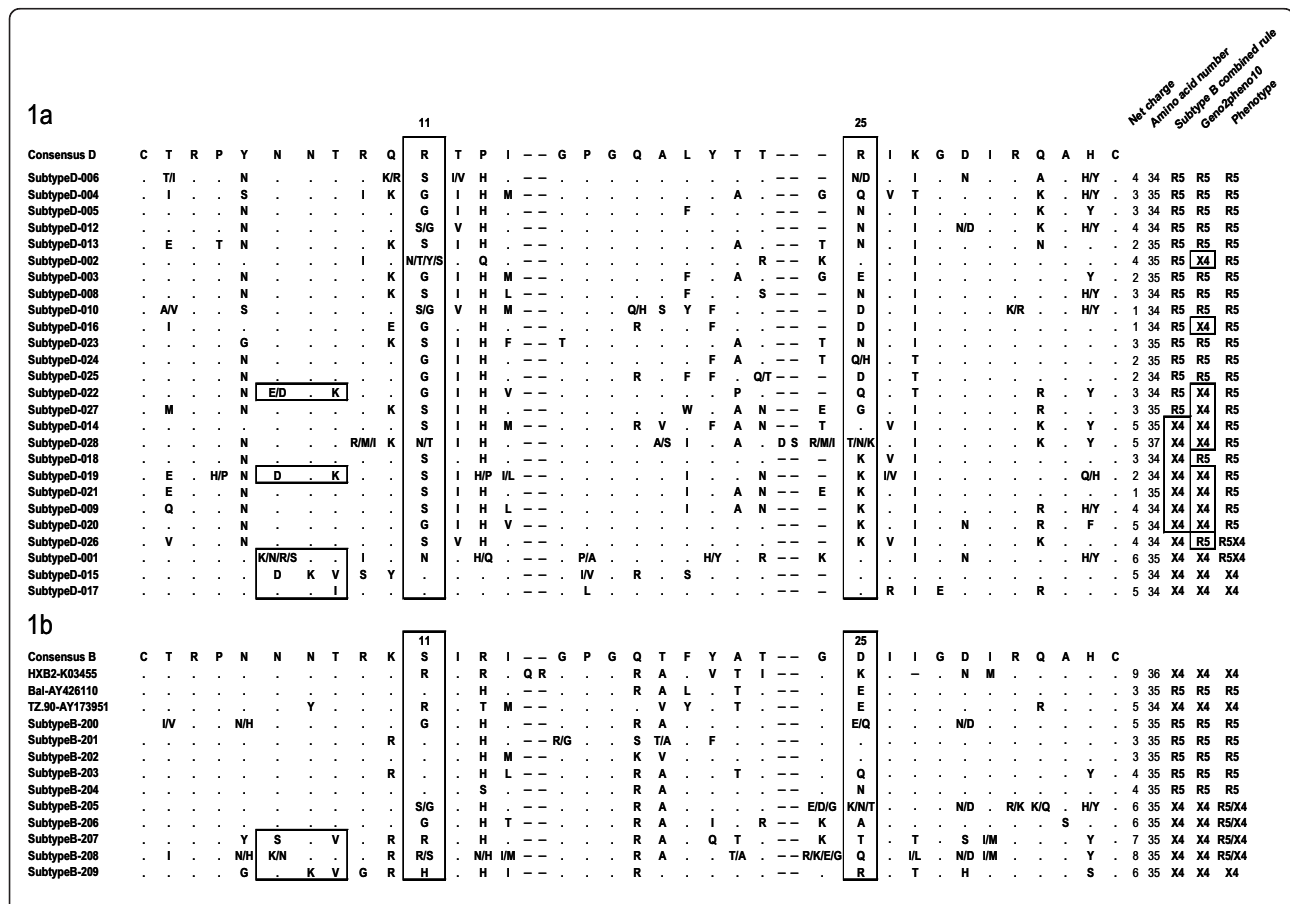 Net charge
Amino acid number
Subtype B combined rule
Geno2pheno10
Phenotype
1a
11 25
Consensus D C T R P Y N N T R Q R T P I – – G P G Q A L Y T T – – – R I K G D I R Q A H C
SubtypeD-006 . T/I . . N . . . . K/R S I/V H . – – . . . . . . . . . – – – N/D . I . N . . A . H/Y . 4 34 R5 R5 R5
SubtypeD-004 . I . . S . . . I K G I H M – – . . . . . . . A . – – G Q V T . . . . K . H/Y . 3 35 R5 R5 R5
SubtypeD-005 . . . . N . . . . . G I H . – – . . . . . F . . . – – – N . I . . . . K . Y . 3 34 R5 R5 R5
SubtypeD-012 . . . . N . . . . . S/G V H . – – . . . . . . . . . – – – N . I . N/D . . K . H/Y . 4 34 R5 R5 R5
SubtypeD-013 . E . T N . . . . K S I H . – – . . . . . . . A . – – T N . I . . . . N . . . 2 35 R5 R5 R5
SubtypeD-002 . . . . . . . . I . N/T/Y/S . Q . – – . . . . . . . . R – – K . . I . . . . . . . . 4 35 R5 X4 R5
SubtypeD-003 . . . . N . . . . K G I H M – – . . . . . F . A . – – G E . I . . . . . . Y . 2 35 R5 R5 R5
SubtypeD-008 . . . . N . . . . K S I H L – – . . . . . F . . S – – – N . I . . . . . . H/Y . 3 34 R5 R5 R5
SubtypeD-010 . A/V . . S . . . . . S/G V H M – – . . . Q/H S Y F . . – – – D . I . . . K/R . . H/Y . 1 34 R5 R5 R5
SubtypeD-016 . I . . . . . . . E G . H . – – . . . R . . F . . – – – D . I . . . . . . . . 1 34 R5 X4 R5
SubtypeD-023 . . . . G . . . . K S I H F – – T . . . . . . A . – – T N . I . . . . . . . . 3 35 R5 R5 R5
SubtypeD-024 . . . . N . . . . . G I H . – – . . . . . . F A . – – T Q/H . T . . . . . . . . 2 35 R5 R5 R5
SubtypeD-025 . . . . N . . . . . G I H . – – . . . R . F F . Q/T – – – D . T . . . . . . . . 2 34 R5 R5 R5
SubtypeD-022 . . . . N E/D . K . . G I H V – – . . . . . . . P . – – – Q . T . . . . R . Y . 3 34 R5 X4 R5
SubtypeD-027 . M . . N . . . . K S I H . – – . . . . . W . A N – – E G . I . . . . R . . . 3 35 R5 X4 R5
SubtypeD-014 . . . . . . . . . . S I H M – – . . . R V . F A N – – T . V I . . . . K . Y . 5 35 X4 X4 R5
SubtypeD-028 . . . . N . . . R/M/I K N/T I H . – – . . . . A/S I . A . D S R/M/I T/N/K . I . . . . K . Y . 5 37 X4 X4 R5
SubtypeD-018 . . . . N . . . . . S I H . – – . . . . . . . . . – – – K V I . . . . . . . . 3 34 X4 R5 R5
SubtypeD-019 . E . H/P N D . K . . S I H/P I/L – – . . . . . I . . N – – – K I/V I . . . . . . Q/H . 2 34 X4 X4 R5
SubtypeD-021 . E . . N . . . . . S I H . – – . . . . . I . A N – – E K . I . . . . . . . . 1 35 X4 X4 R5
SubtypeD-009 . Q . . N . . . . . S I H L – – . . . . . I . A N – – – K . I . . . . R . H/Y . 4 34 X4 X4 R5
SubtypeD-020 . . . . N . . . . . G I H V – – . . . . . . . . . – – – K . I . N . . R . F . 5 34 X4 X4 R5
SubtypeD-026 . V . . N . . . . . S V H . – – . . . . . . . . . – – – K V I . . . . K . . . 4 34 X4 R5 R5X4
SubtypeD-001 . . . . . K/N/R/S . . I . N . H/Q . – – . P/A . . . . H/Y . R – – K . . I . N . . . . H/Y . 6 35 X4 X4 R5X4
SubtypeD-015 . . . . . D K V S Y . . . . – – . I/V . R . S . . . – – – . . . . . . . . . . . 5 34 X4 X4 X4
SubtypeD-017 . . . . . . . I . . . . . . – – . L . . . . . . . – – – . R I E . . . R . . . 5 34 X4 X4 X4
1b
11 25
Consensus B C T R P N N N T R K S I R I – – G P G Q T F Y A T – – G D I I G D I R Q A H C
HXB2-K03455 . . . . . . . . . . R . R . Q R . . . R A . V T I – – . K . – . N M . . . . . 9 36 X4 X4 X4
Bal-AY426110 . . . . . . . . . . . . H . – – . . . R A L . T . – – . E . . . . . . . . . . 3 35 R5 R5 R5
TZ.90-AY173951 . . . . . . Y . . . R . T M – – . . . . V Y . T . – – . E . . . . . . R . . . 5 34 X4 X4 X4
SubtypeB-200 . I/V . . N/H . . . . . G . H . – – . . . R A . . . . – – . E/Q . . . N/D . . . . . . 5 35 R5 R5 R5
SubtypeB-201 . . . . . . . . . R . . H . – – R/G . . S T/A . F . . – – . . . . . . . . . . . . 3 35 R5 R5 R5
SubtypeB-202 . . . . . . . . . . . . H M – – . . . K V . . . . – – . . . . . . . . . . . . 3 35 R5 R5 R5
SubtypeB-203 . . . . . . . . . R . . H L – – . . . R A . . T . – – . Q . . . . . . . . Y . 4 35 R5 R5 R5
SubtypeB-204 . . . . . . . . . . . . S . – – . . . R A . . . . – – . N . . . . . . . . . . 4 35 R5 R5 R5
SubtypeB-205 . . . . . . . . . . S/G . H . – – . . . R A . . . . – – E/D/G K/N/T . . . N/D . R/K K/Q . H/Y . 6 35 X4 X4 R5/X4
SubtypeB-206 . . . . . . . . . . G . H T – – . . . R A . I . R – – K A . . . . . . . S . . 6 35 X4 X4 R5/X4
SubtypeB-207 . . . . Y S . V . R R . H . – – . . . R A . Q T . – – K T . T . S I/M . . . Y . 7 35 X4 X4 R5/X4
SubtypeB-208 . I . . N/H K/N . . . R R/S . N/H I/M – – . . . R A . . T/A . – – R/K/E/G Q . I/L . N/D I/M . . . Y . 8 35 X4 X4 R5/X4
SubtypeB-209 . . . . G . K V G R H . H I – – . . . R . . . . . – – . R . T . H . . . . S . 6 35 X4 X4 X4